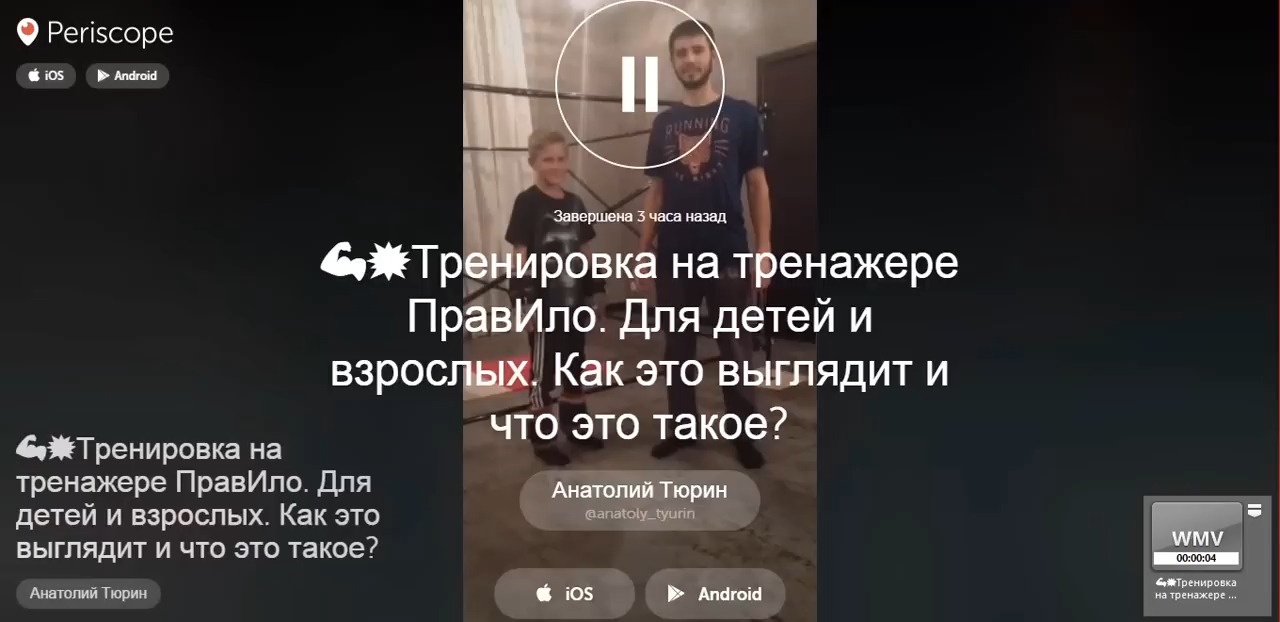 Periscope
iOS
Android
RUNNING
Завершена 3 часа назад
💪💥Тренировка на тренажере
ПравИло. Для детей и
взрослых. Как это выглядит и
что это такое?
Анатолий Тюрин
@anatoly_tyurin
iOS
Android
💪💥Тренировка на
тренажере ПравИло. Для
детей и взрослых. Как это
выглядит и что это такое?
Анатолий Тюрин
WMV
00:00:04
💪💥Тренировка
на тренажере ...